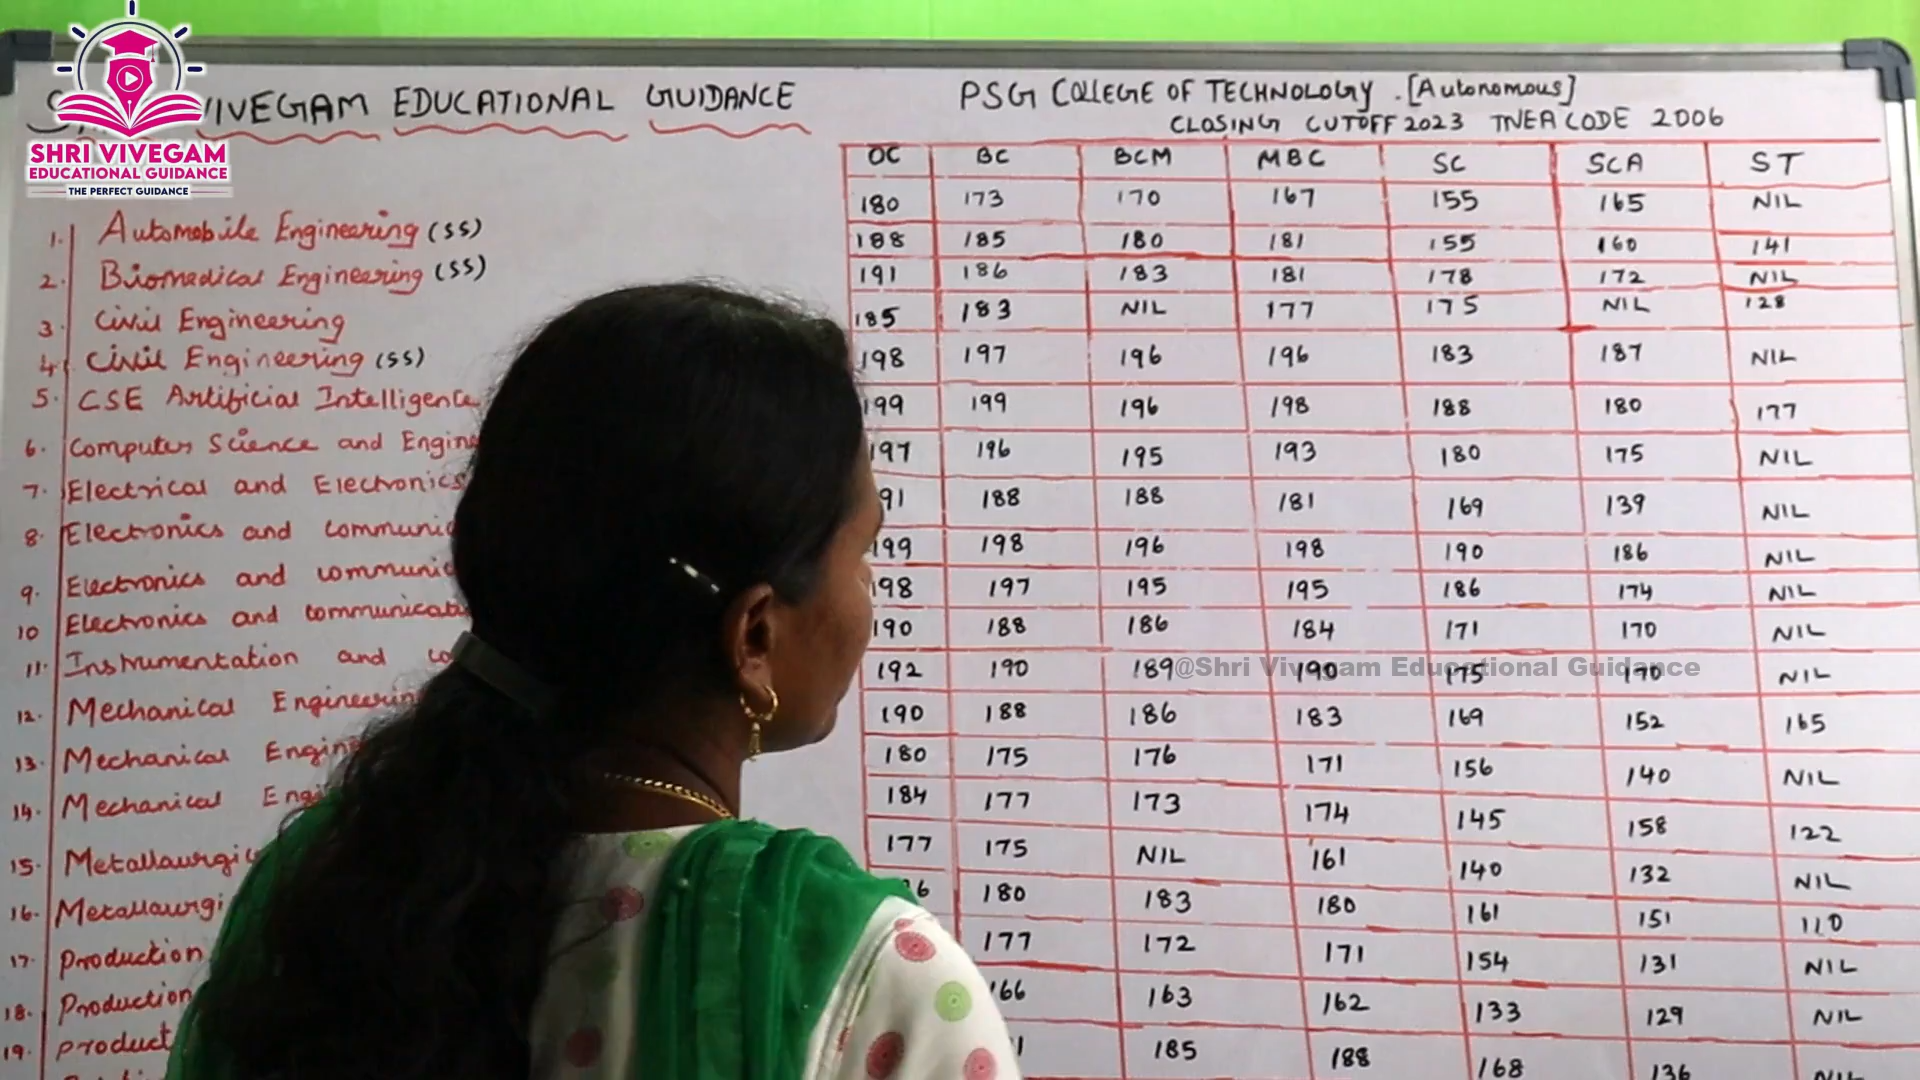 SHRI VIVEGAM
EDUCATIONAL GUIDANCE
THE PERFECT GUIDANCE
VIVEGAM EDUCATIONAL GUIDANCE
PSG COLLEGE OF TECHNOLOGY . [Autonomous]
CLOSING CUTOFF 2023 TNEA CODE 2006
1. Automobile Engineering (SS)
2. Biomedical Engineering (SS)
3. Civil Engineering
4. Civil Engineering (SS)
5. CSE Artificial Intelligence
6. Computer Science and
7. Electrical and Electronics
8. Electronics and
9. Electronics and
10 Electronics and
11. Instrumentation and
12. Mechanical Engineering
13. Mechanical
14. Mechanical
15.
16.
17. Production
18. Production
19.
OC BC BCM MBC SC SCA ST
180 173 170 167 155 165 NIL
188 185 180 181 155 160 141
191 186 183 181 178 172 NIL
185 183 NIL 177 175 NIL 128
198 197 196 196 183 187 NIL
199 199 196 198 188 180 177
197 196 195 193 180 175 NIL
91 188 188 181 169 139 NIL
199 198 196 198 190 186 NIL
198 197 195 195 186 174 NIL
190 188 186 184 171 170 NIL
192 190 189 190 175 170 NIL
@Shri Vivegam Educational Guidance
190 188 186 183 169 152 165
180 175 176 171 156 140 NIL
184 177 173 174 145 158 122
177 175 NIL 161 140 132 NIL
180 183 180 161 151 110
177 172 171 154 131 NIL
166 163 162 133 129 NIL
185 188 168 136 NIL